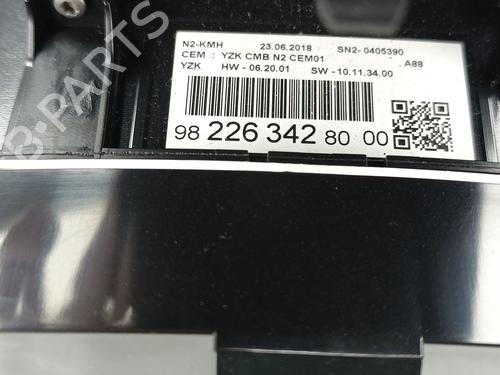 N2-KMH 23.06.2018 SN2- 0405390
CEM : YZK CMB N2 CEM01 . A88
YZK HW - 06.20.01 SW - 10.11.34.00
98 226 342 80 00
B-PARTS